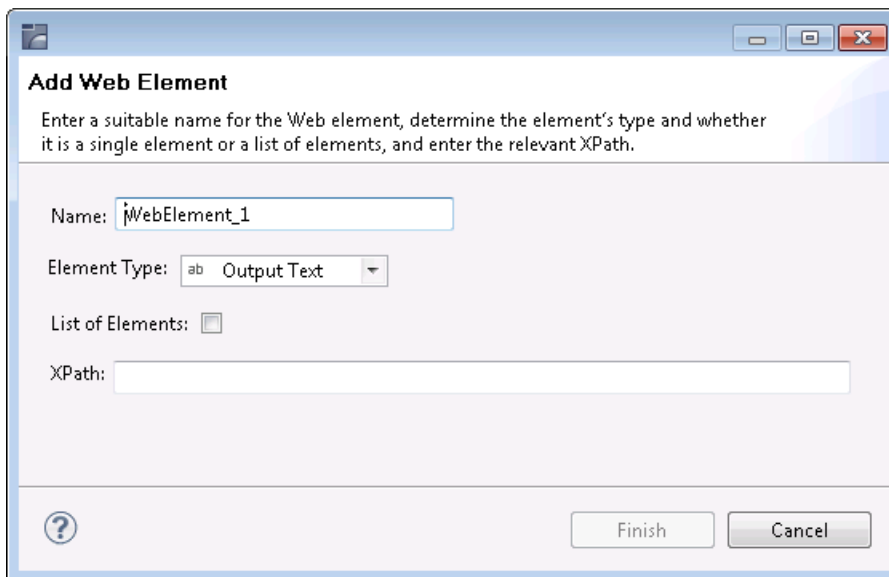 Add Web Element
Enter a suitable name for the Web element, determine the element's type and whether
it is a single element or a list of elements, and enter the relevant XPath.
Name: WebElement_1
Element Type: ab Output Text
List of Elements:
XPath:
? Finish Cancel